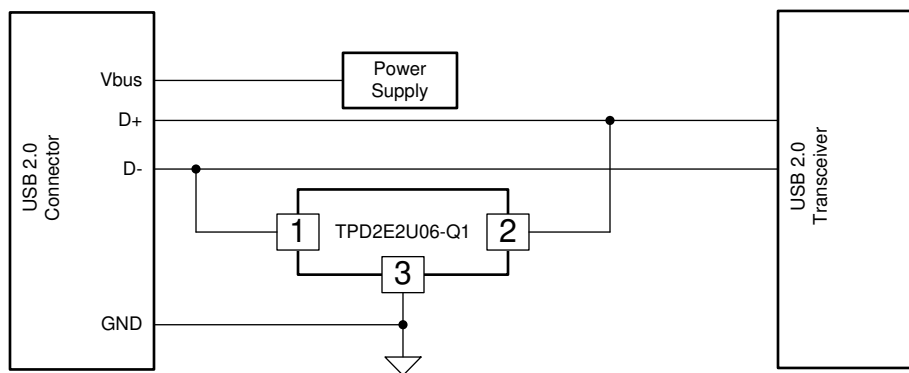 USB 2.0
Connector
Vbus
D+
D-
GND
Power
Supply
1
TPD2E2U06-Q1
2
3
USB 2.0
Transceiver